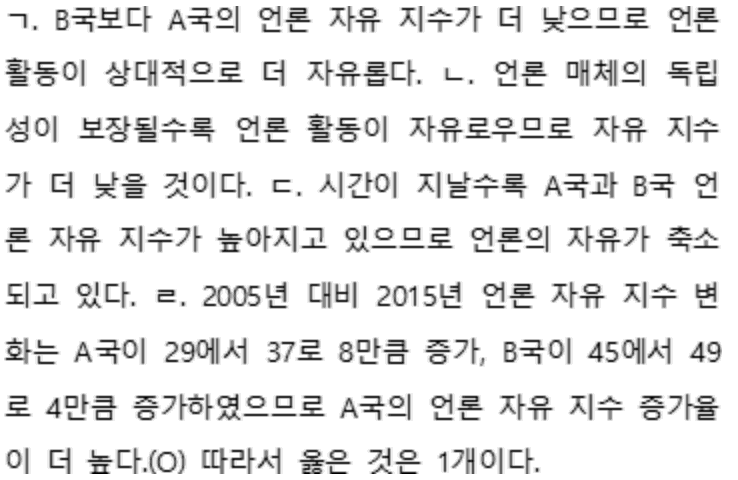 ㄱ. B국보다 A국의 언론 자유 지수가 더 낮으므로 언론
활동이 상대적으로 더 자유롭다. ㄴ. 언론 매체의 독립
성이 보장될수록 언론 활동이 자유로우므로 자유 지수
가 더 낮을 것이다. ㄷ. 시간이 지날수록 A국과 B국 언
론 자유 지수가 높아지고 있으므로 언론의 자유가 축소
되고 있다. ㄹ. 2005년 대비 2015년 언론 자유 지수 변
화는 A국이 29에서 37로 8만큼 증가, B국이 45에서 49
로 4만큼 증가하였으므로 A국의 언론 자유 지수 증가율
이 더 높다.(O) 따라서 옳은 것은 1개이다.